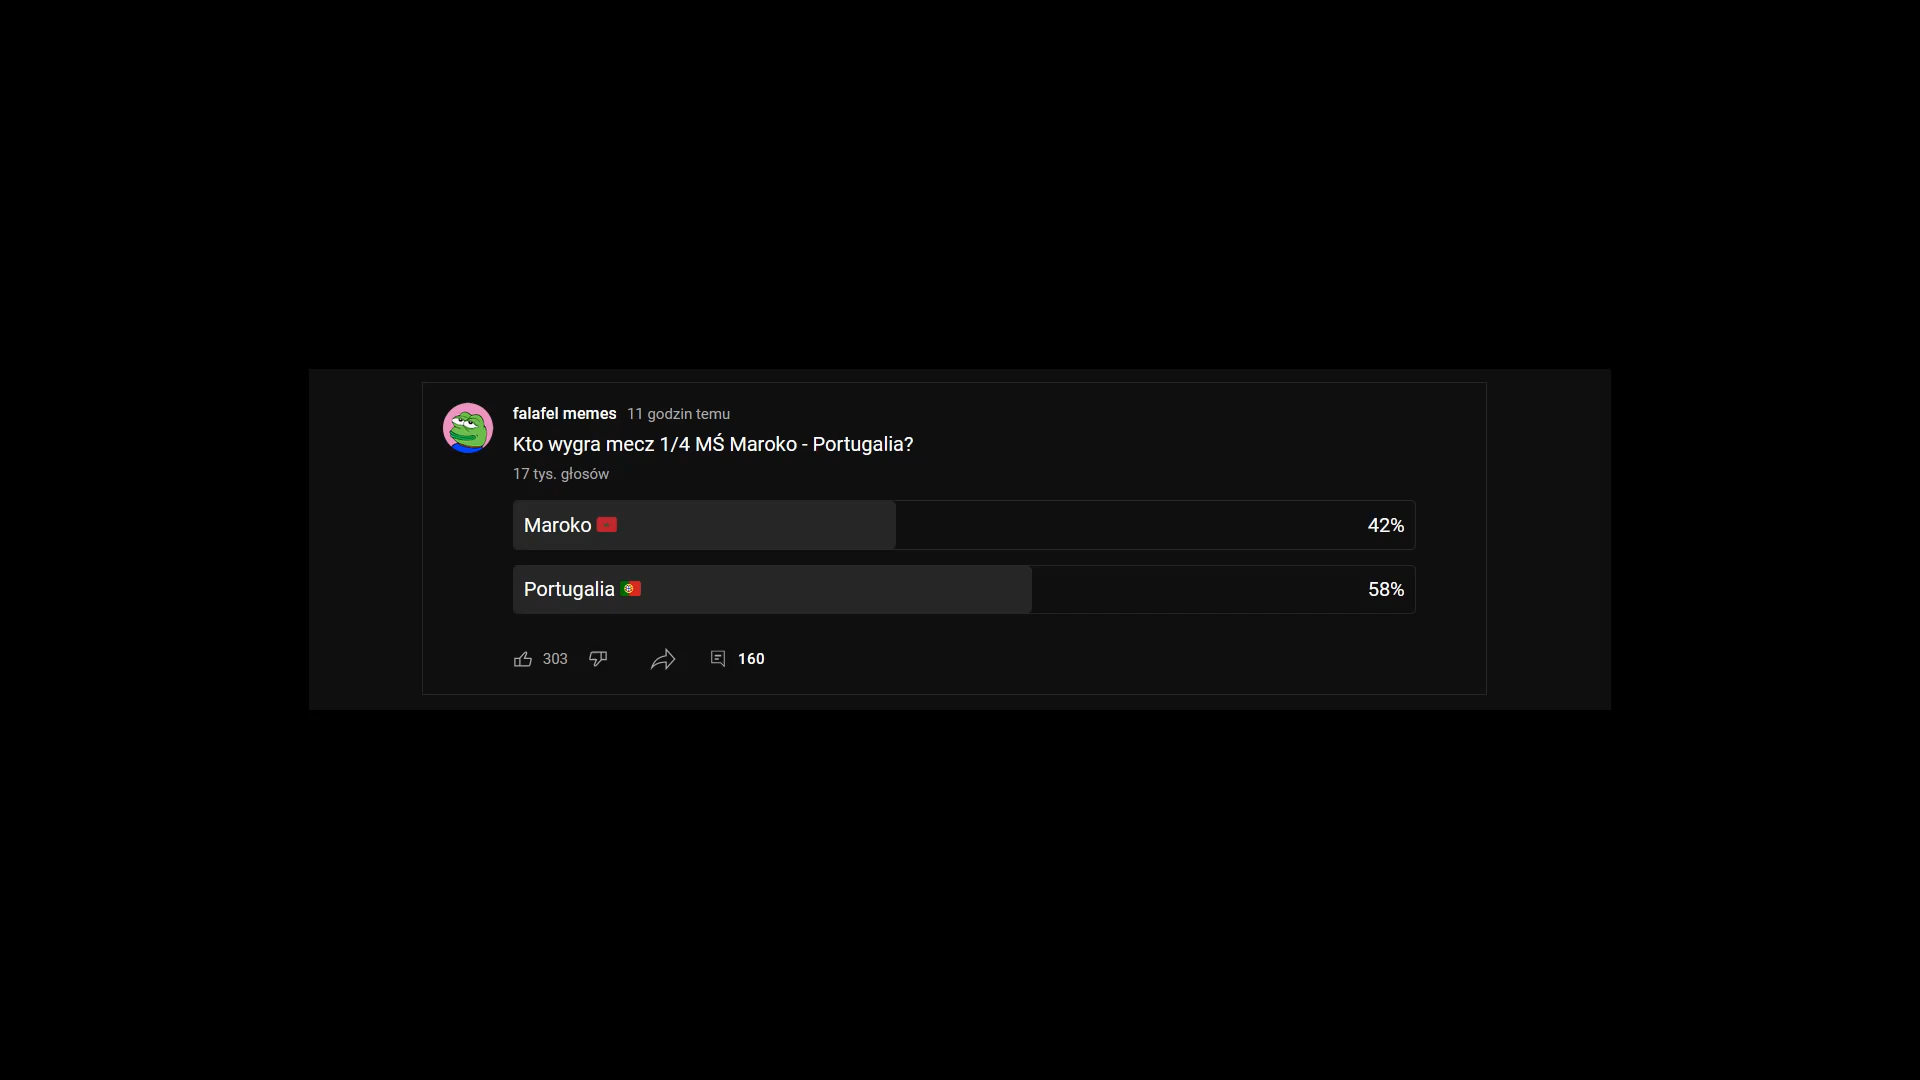 falafel memes 11 godzin temu
Kto wygra mecz 1/4 MŚ Maroko - Portugalia?
17 tys. głosów
Maroko 🇲🇦 42%
Portugalia 🇵🇹 58%
303 160